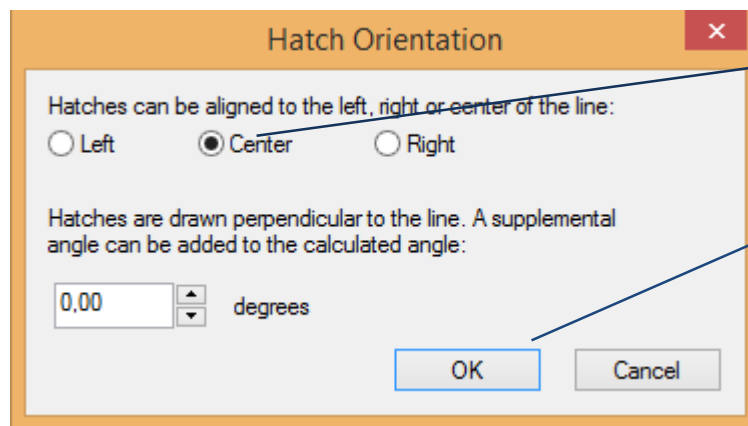 Hatch Orientation
Hatches can be aligned to the left, right or center of the line:
Left Center Right
Hatches are drawn perpendicular to the line. A supplemental
angle can be added to the calculated angle:
0,00 degrees
OK Cancel